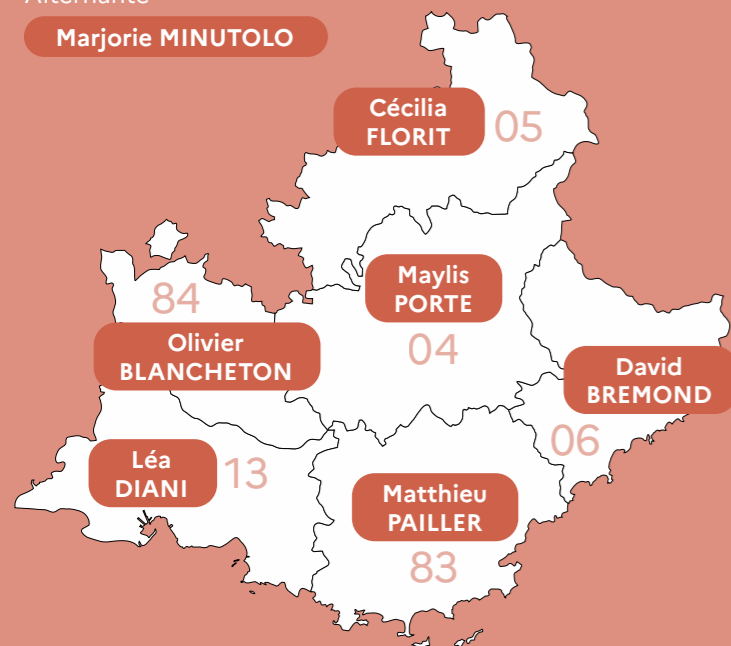 Alternante
Marjorie MINUTOLO
Cécilia
FLORIT
05
Maylis
PORTE
04
84
Olivier
BLANCHETON
David
BREMOND
06
Léa
DIANI
13
Matthieu
PAILLER
83